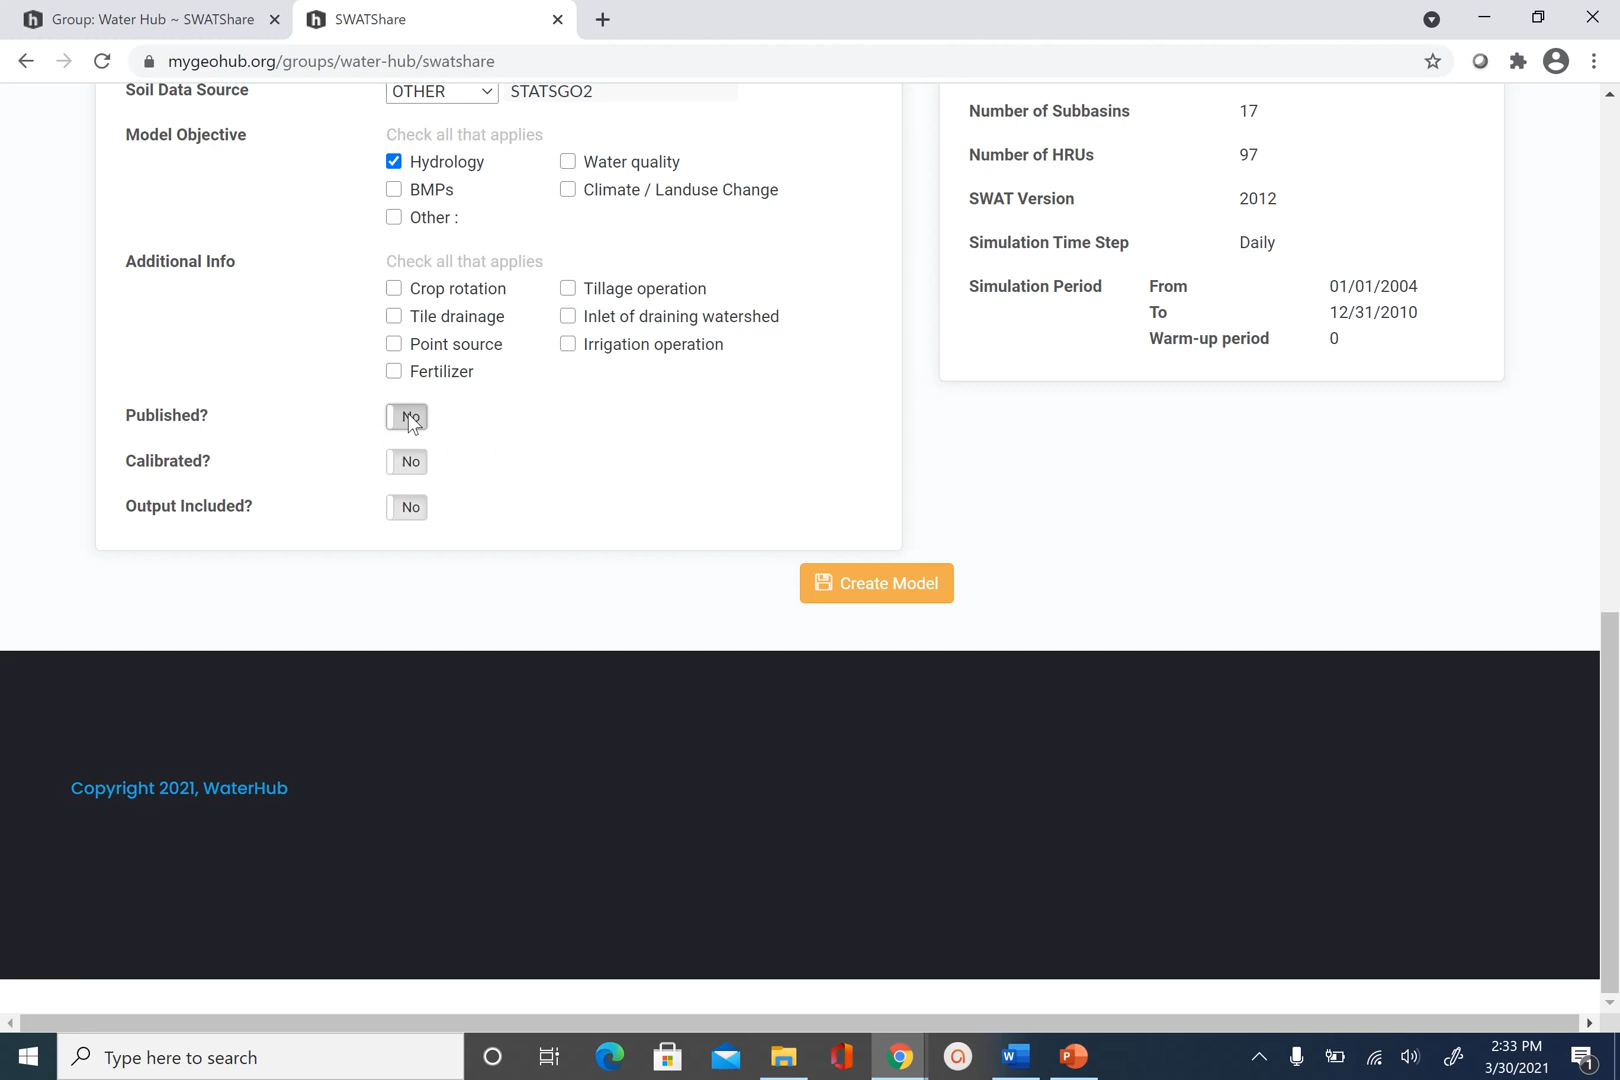 Group: Water Hub ~ SWATShare
SWATShare
mygeohub.org/groups/water-hub/swatshare
Soil Data Source
OTHER
STATSGO2
Model Objective
Check all that applies
Hydrology
Water quality
BMPs
Climate / Landuse Change
Other :
Additional Info
Check all that applies
Crop rotation
Tillage operation
Tile drainage
Inlet of draining watershed
Point source
Irrigation operation
Fertilizer
Published?
No
Calibrated?
No
Output Included?
No
Number of Subbasins 17
Number of HRUs 97
SWAT Version 2012
Simulation Time Step Daily
Simulation Period From 01/01/2004
To 12/31/2010
Warm-up period 0
Create Model
Copyright 2021, WaterHub
Type here to search
2:33 PM
3/30/2021
1